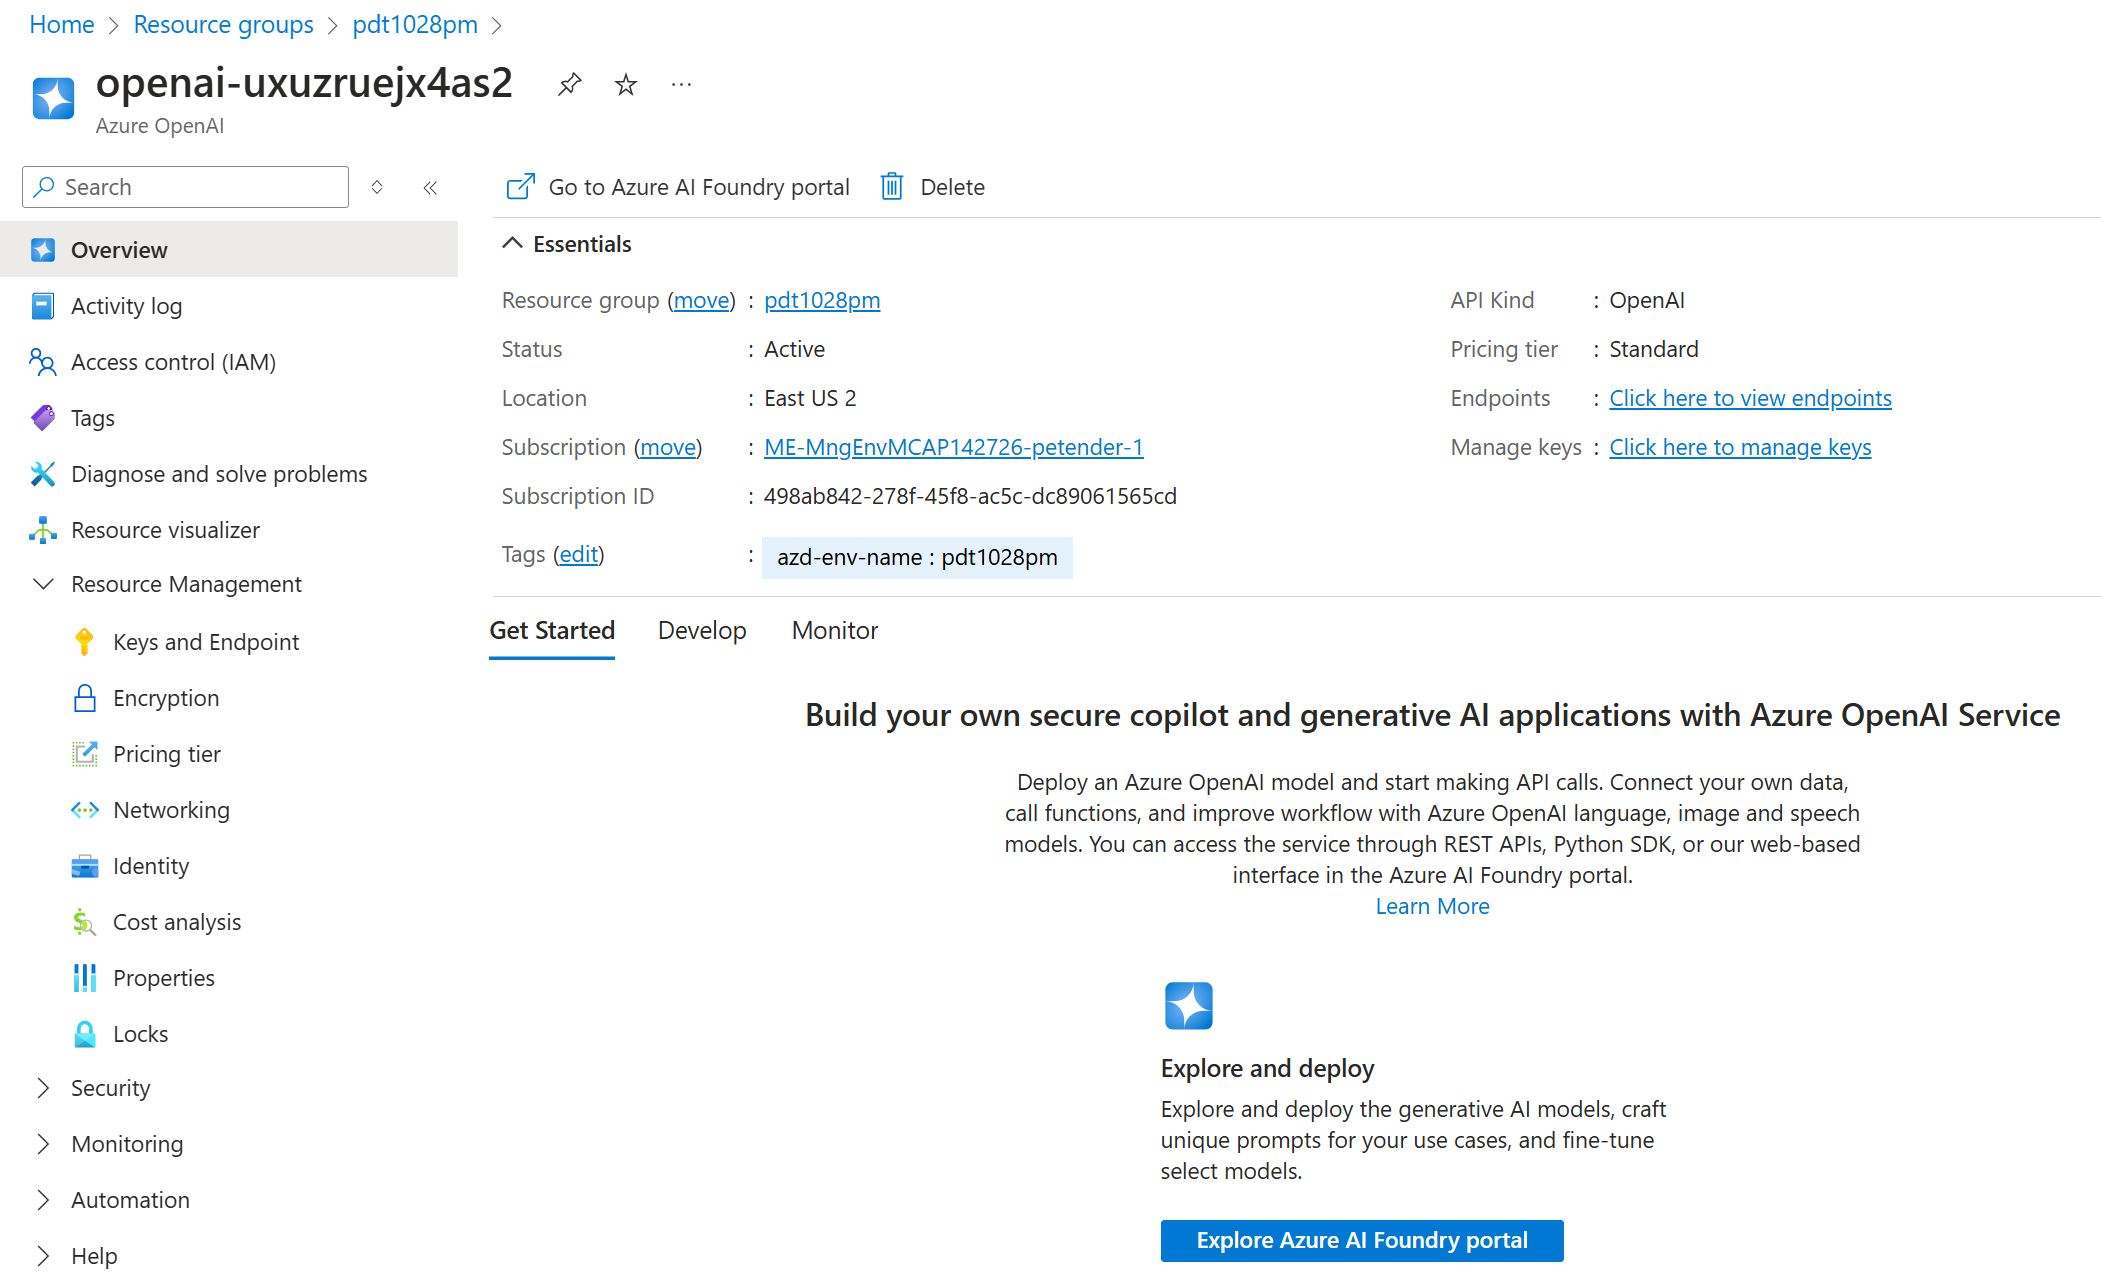 Home > Resource groups > pdt1028pm >
openai-uxuzruejx4as2
Azure OpenAI
Search
Overview
Activity log
Access control (IAM)
Tags
Diagnose and solve problems
Resource visualizer
Resource Management
Keys and Endpoint
Encryption
Pricing tier
Networking
Identity
Cost analysis
Properties
Locks
Security
Monitoring
Automation
Help
Go to Azure AI Foundry portal Delete
Essentials
Resource group (move) : pdt1028pm
Status : Active
Location : East US 2
Subscription (move) : ME-MngEnvMCAP142726-petender-1
Subscription ID : 498ab842-278f-45f8-ac5c-dc89061565cd
Tags (edit) : azd-env-name : pdt1028pm
API Kind : OpenAI
Pricing tier : Standard
Endpoints : Click here to view endpoints
Manage keys : Click here to manage keys
Get Started Develop Monitor
Build your own secure copilot and generative AI applications with Azure OpenAI Service
Deploy an Azure OpenAI model and start making API calls. Connect your own data,
call functions, and improve workflow with Azure OpenAI language, image and speech
models. You can access the service through REST APIs, Python SDK, or our web-based
interface in the Azure AI Foundry portal.
Learn More
Explore and deploy
Explore and deploy the generative AI models, craft
unique prompts for your use cases, and fine-tune
select models.
Explore Azure AI Foundry portal